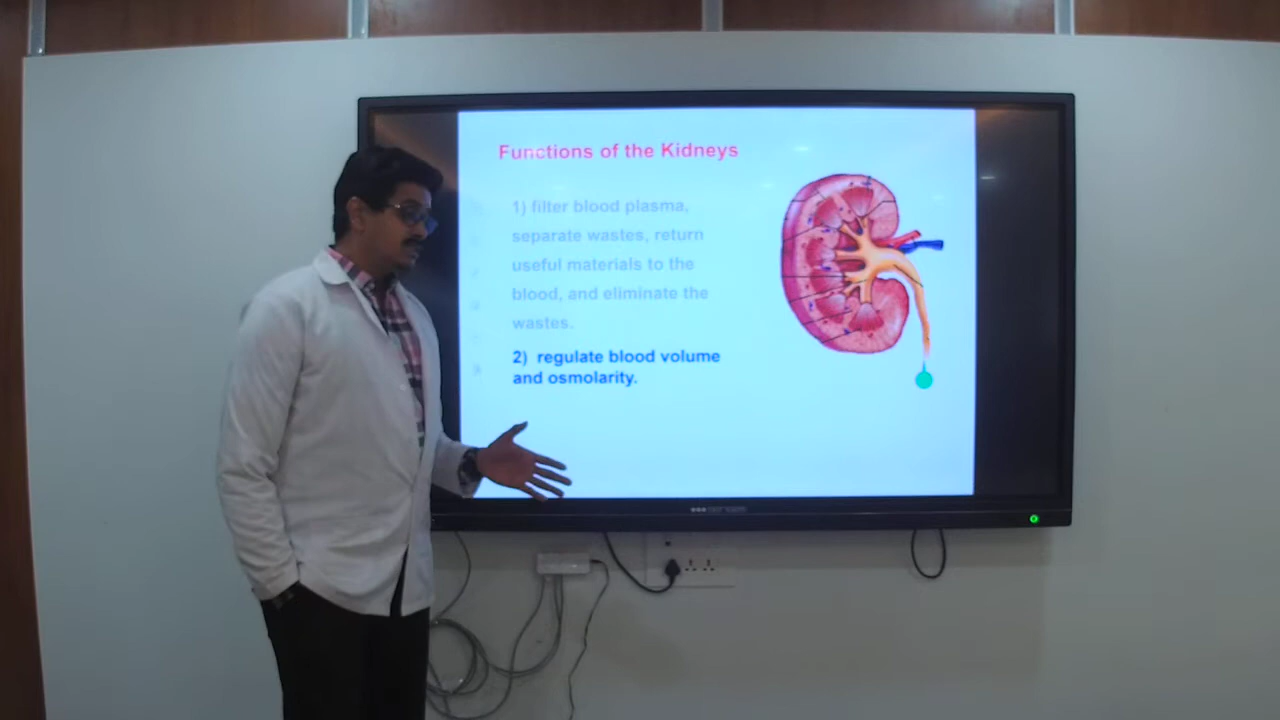 Functions of the Kidneys
1) filter blood plasma,
separate wastes, return
useful materials to the
blood, and eliminate the
wastes.
2) regulate blood volume
and osmolarity.